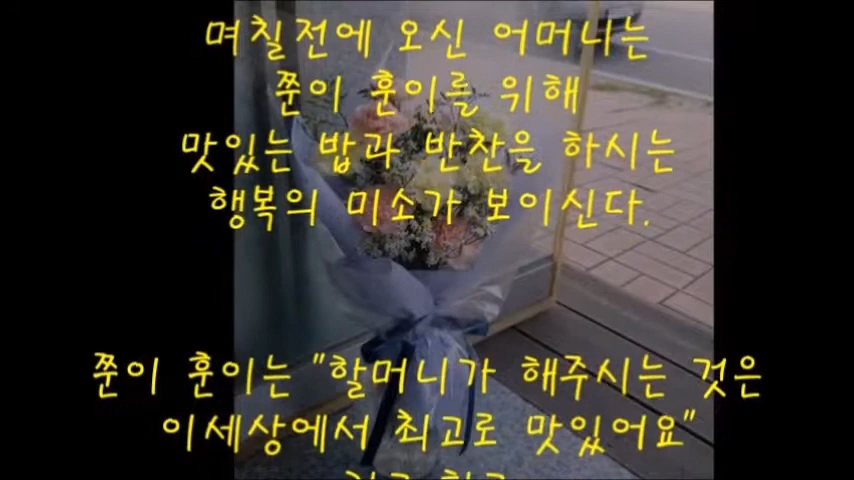 며칠전에 오신 어머니는
쭌이 훈이를 위해
맛있는 밥과 반찬을 하시는
행복의 미소가 보이신다.
쭌이 훈이는 "할머니가 해주시는 것은
이세상에서 최고로 맛있어요"